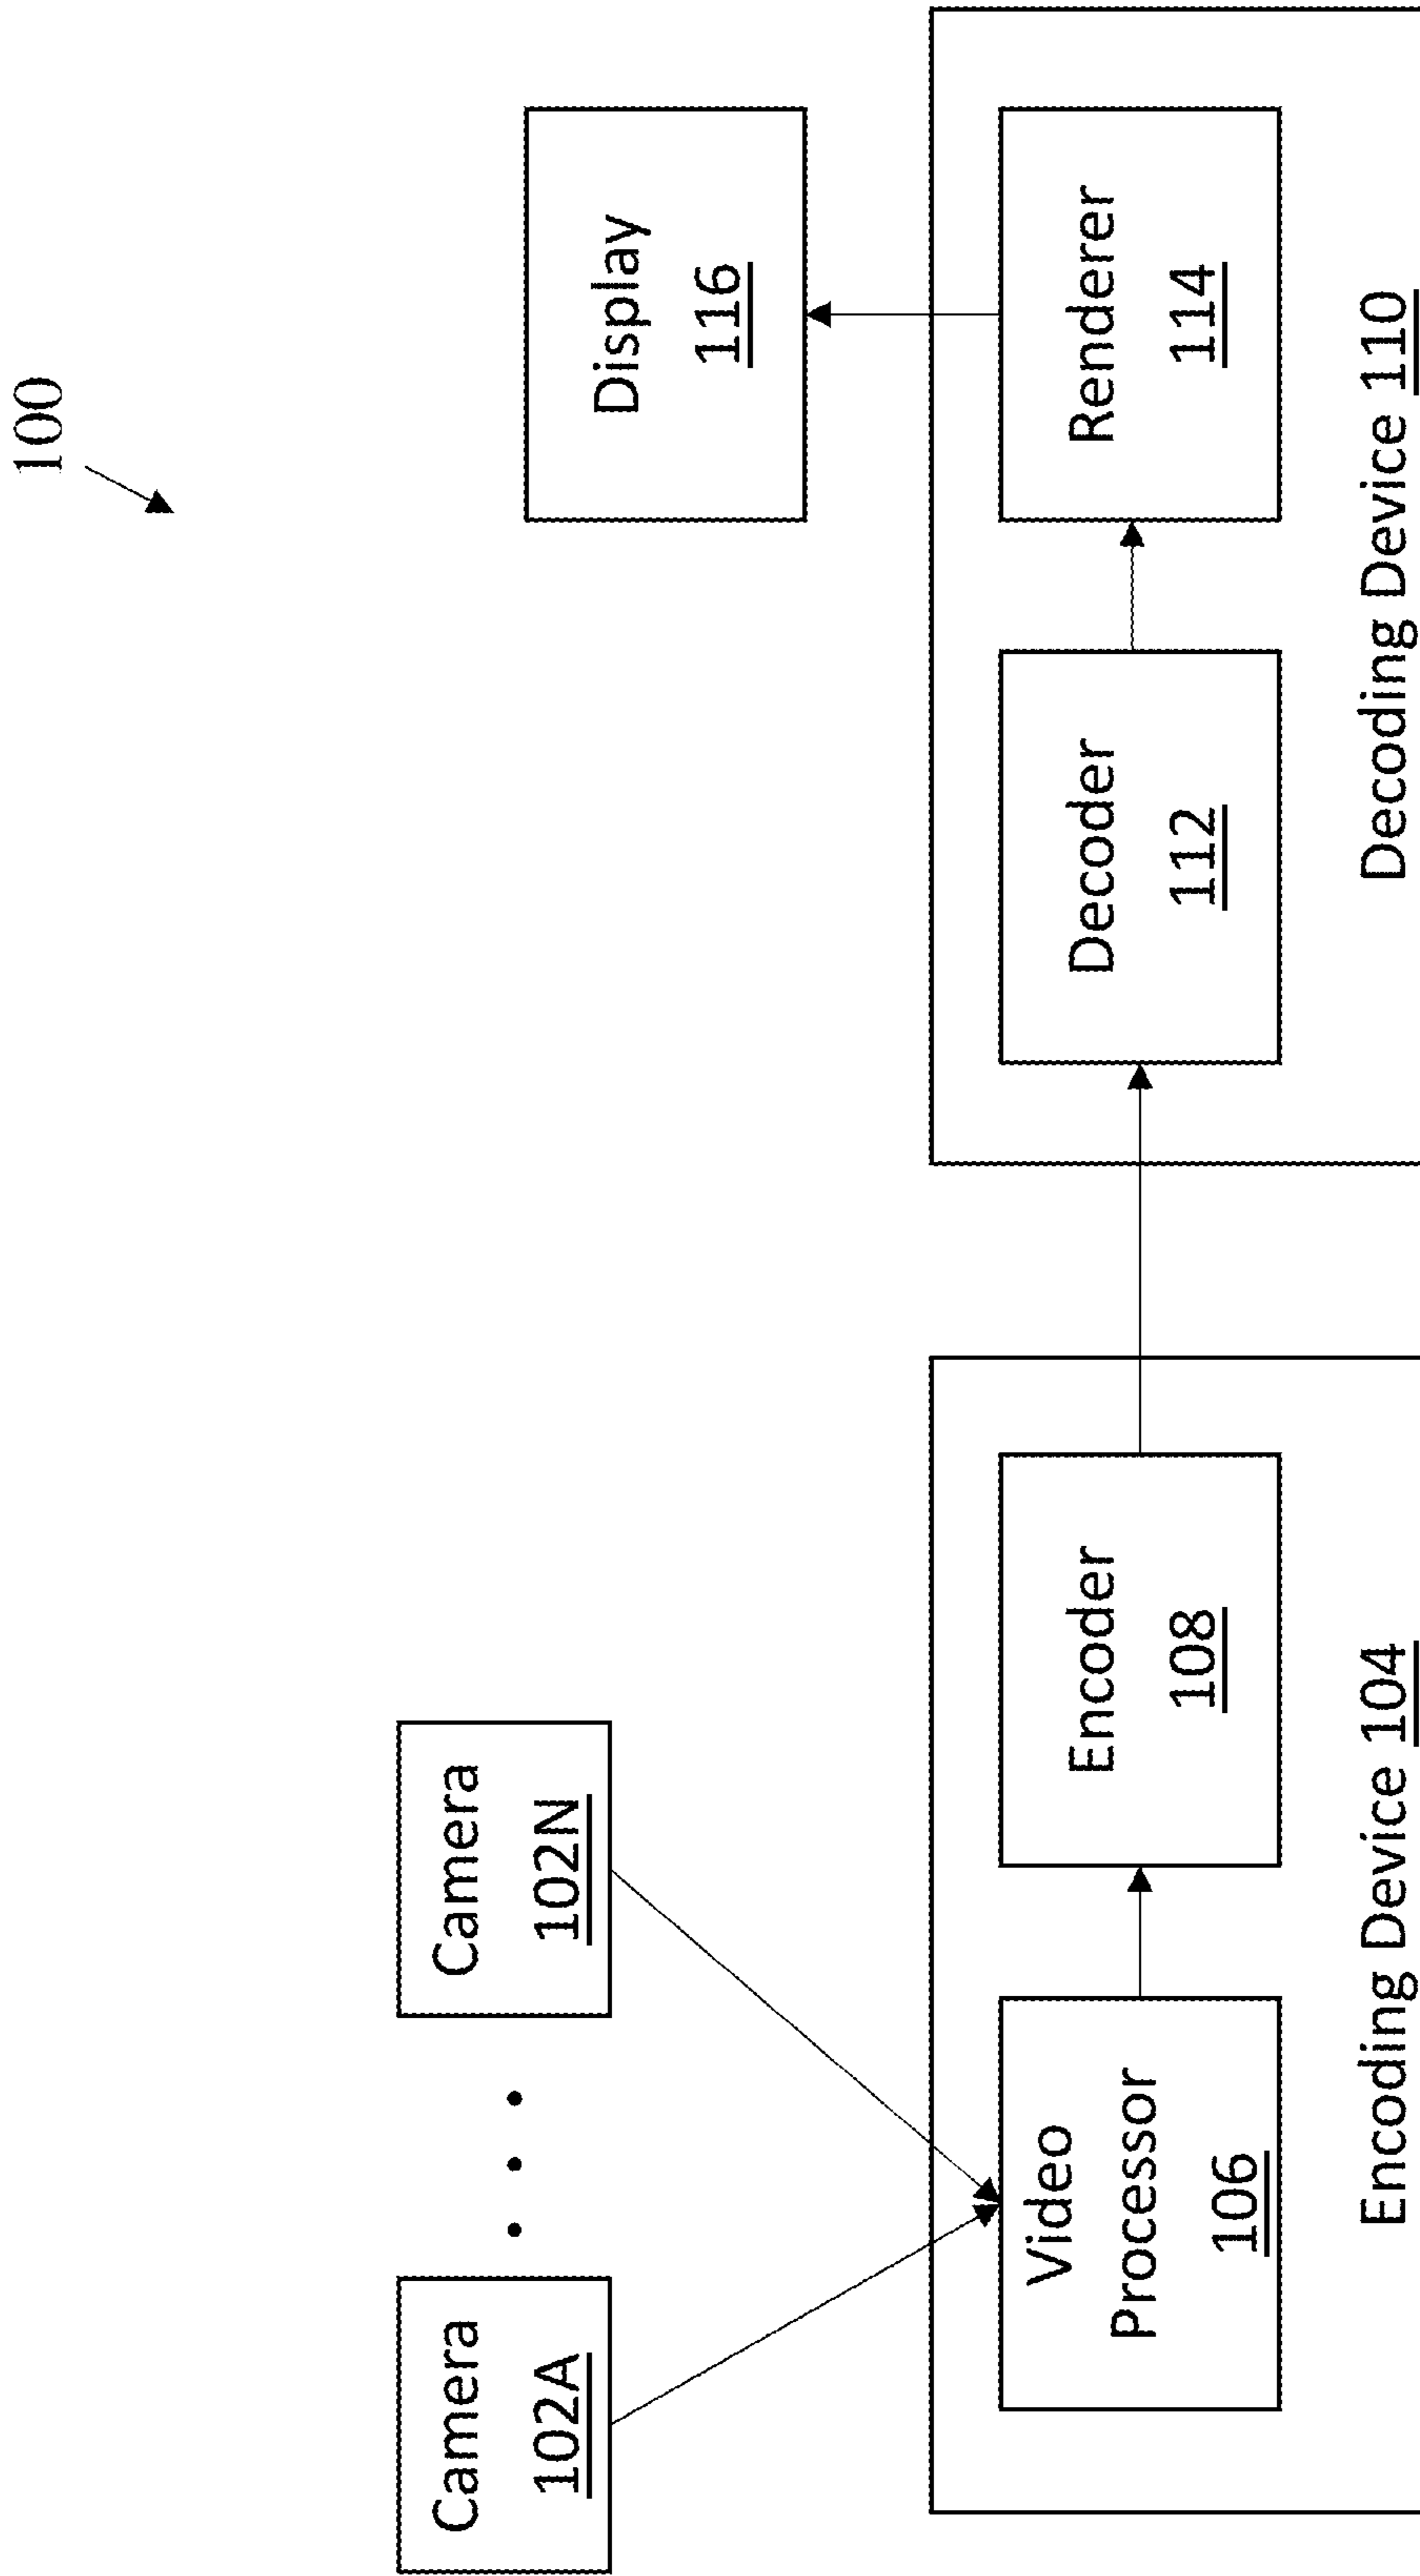 100
Camera
102A
Camera
102N
Display
116
Video
Processor
106
Encoder
108
Decoder
112
Renderer
114
Encoding Device 104
Decoding Device 110